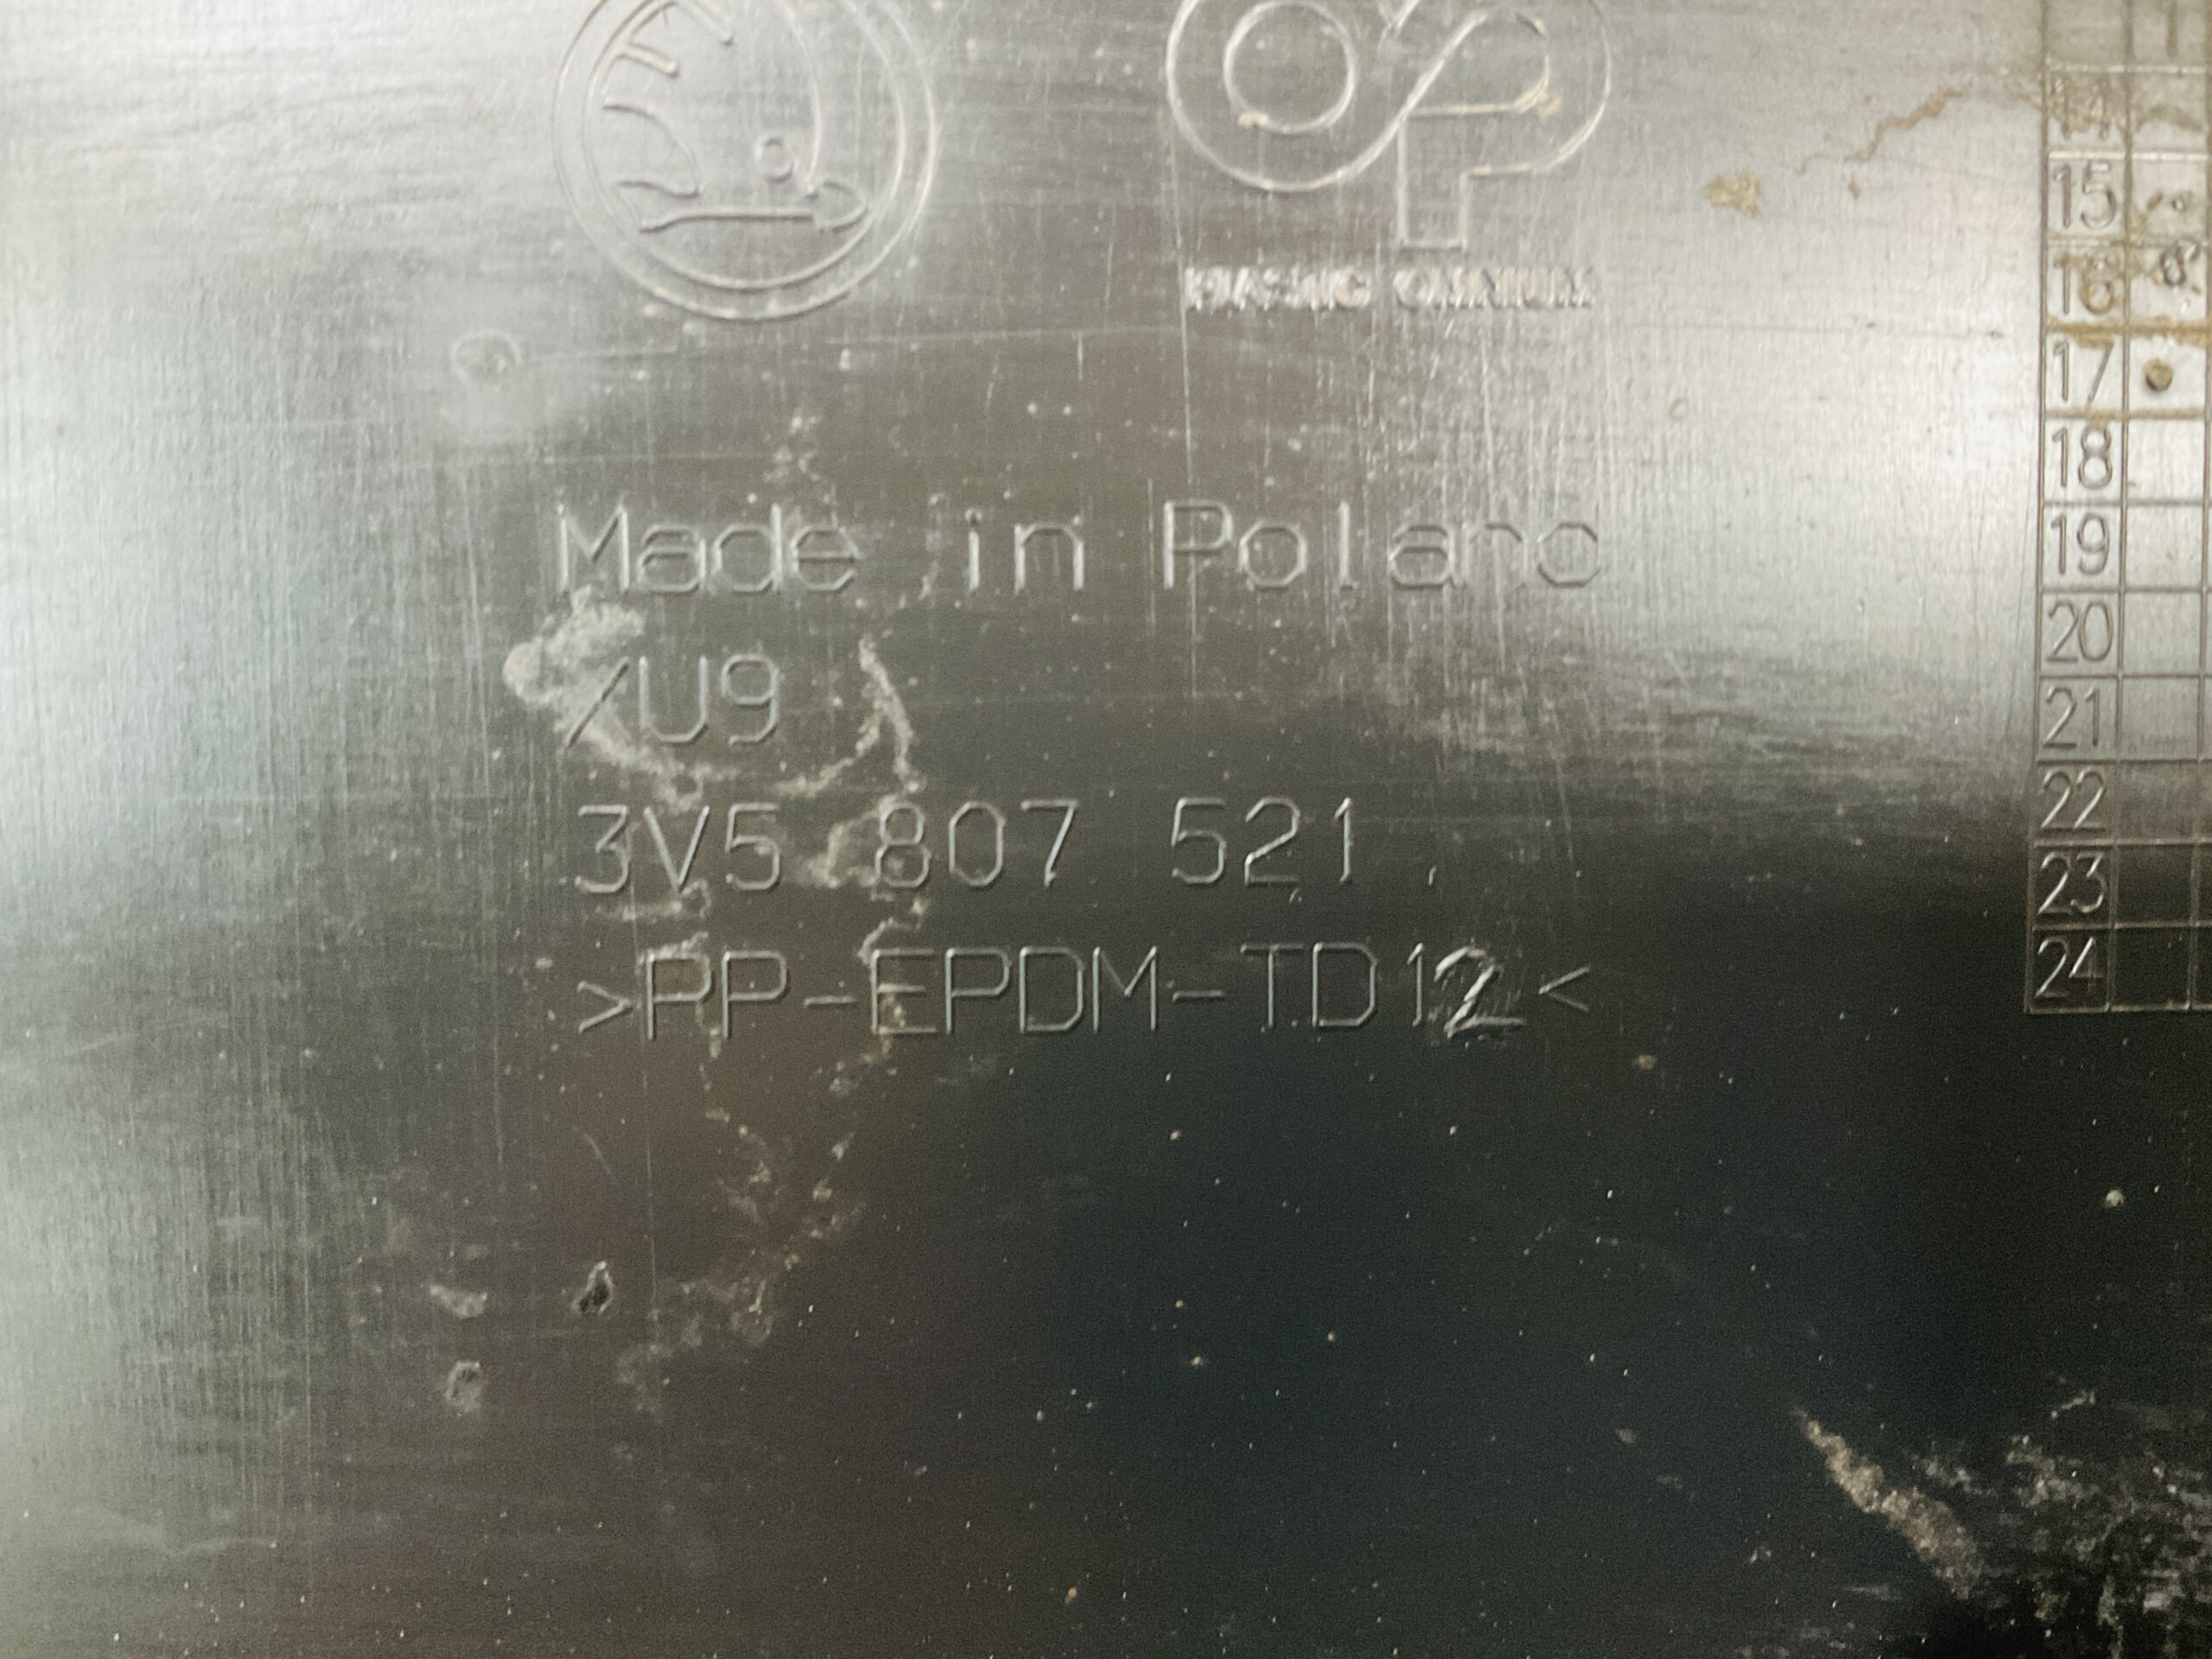 PLASTIC OMNIUM
Made in Poland
/U9
3V5 807 521
>PP-EPDM-TD12<
14
15
16
17
18
19
20
21
22
23
24